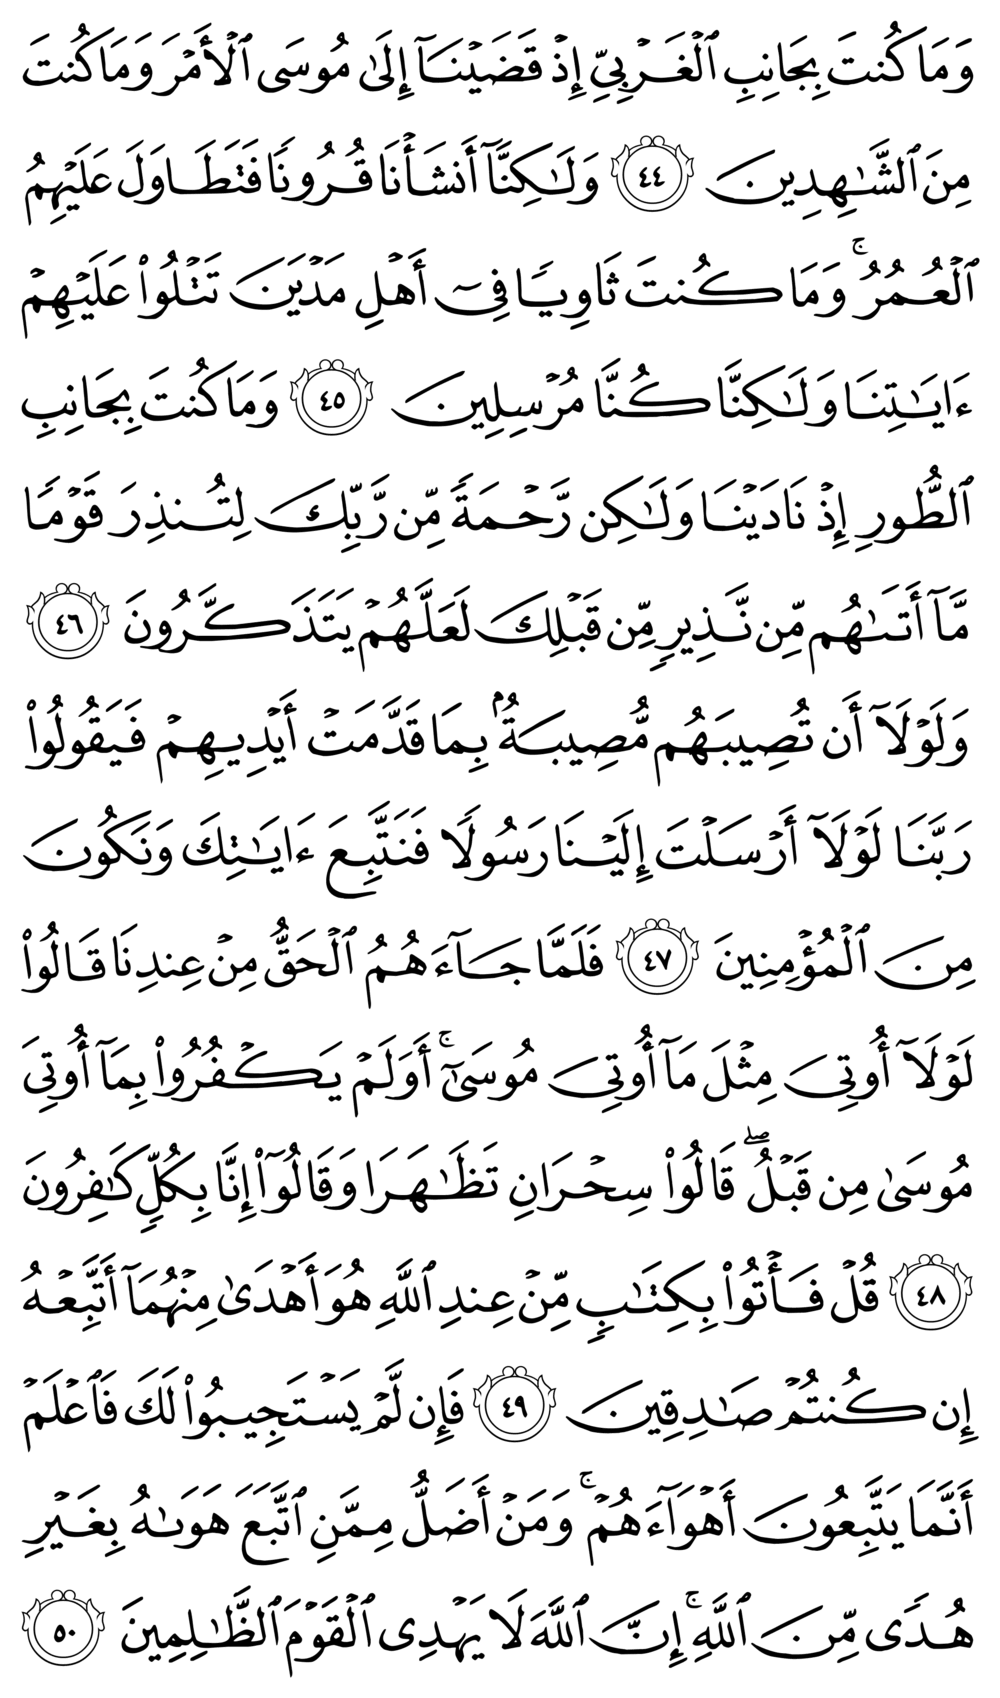 وَمَا كُنتَ بِجَانِبِ ٱلْغَرْبِىِّ إِذْ قَضَيْنَآ إِلَىٰ مُوسَى ٱلْأَمْرَ وَمَا كُنتَ
مِنَ ٱلشَّـٰهِدِينَ ٤٤ وَلَـٰكِنَّآ أَنشَأْنَا قُرُونًا فَتَطَاوَلَ عَلَيْهِمُ
ٱلْعُمُرُ ۚ وَمَا كُنتَ ثَاوِيًا فِىٓ أَهْلِ مَدْيَنَ تَتْلُوا۟ عَلَيْهِمْ
ءَايَـٰتِنَا وَلَـٰكِنَّا كُنَّا مُرْسِلِينَ ٤٥ وَمَا كُنتَ بِجَانِبِ
ٱلطُّورِ إِذْ نَادَيْنَا وَلَـٰكِن رَّحْمَةً مِّن رَّبِّكَ لِتُنذِرَ قَوْمًا
مَّآ أَتَىٰهُم مِّن نَّذِيرٍ مِّن قَبْلِكَ لَعَلَّهُمْ يَتَذَكَّرُونَ ٤٦
وَلَوْلَآ أَن تُصِيبَهُم مُّصِيبَةٌۢ بِمَا قَدَّمَتْ أَيْدِيهِمْ فَيَقُولُوا۟
رَبَّنَا لَوْلَآ أَرْسَلْتَ إِلَيْنَا رَسُولًا فَنَتَّبِعَ ءَايَـٰتِكَ وَنَكُونَ
مِنَ ٱلْمُؤْمِنِينَ ٤٧ فَلَمَّا جَآءَهُمُ ٱلْحَقُّ مِنْ عِندِنَا قَالُوا۟
لَوْلَآ أُوتِىَ مِثْلَ مَآ أُوتِىَ مُوسَىٰٓ ۚ أَوَلَمْ يَكْفُرُوا۟ بِمَآ أُوتِىَ
مُوسَىٰ مِن قَبْلُ ۖ قَالُوا۟ سِحْرَانِ تَظَـٰهَرَا وَقَالُوٓا۟ إِنَّا بِكُلٍّ كَـٰفِرُونَ
٤٨ قُلْ فَأْتُوا۟ بِكِتَـٰبٍ مِّنْ عِندِ ٱللَّهِ هُوَ أَهْدَىٰ مِنْهُمَآ أَتَّبِعْهُ
إِن كُنتُمْ صَـٰدِقِينَ ٤٩ فَإِن لَّمْ يَسْتَجِيبُوا۟ لَكَ فَٱعْلَمْ
أَنَّمَا يَتَّبِعُونَ أَهْوَآءَهُمْ ۚ وَمَنْ أَضَلُّ مِمَّنِ ٱتَّبَعَ هَوَىٰهُ بِغَيْرِ
هُدًى مِّنَ ٱللَّهِ ۚ إِنَّ ٱللَّهَ لَا يَهْدِى ٱلْقَوْمَ ٱلظَّـٰلِمِينَ ٥٠